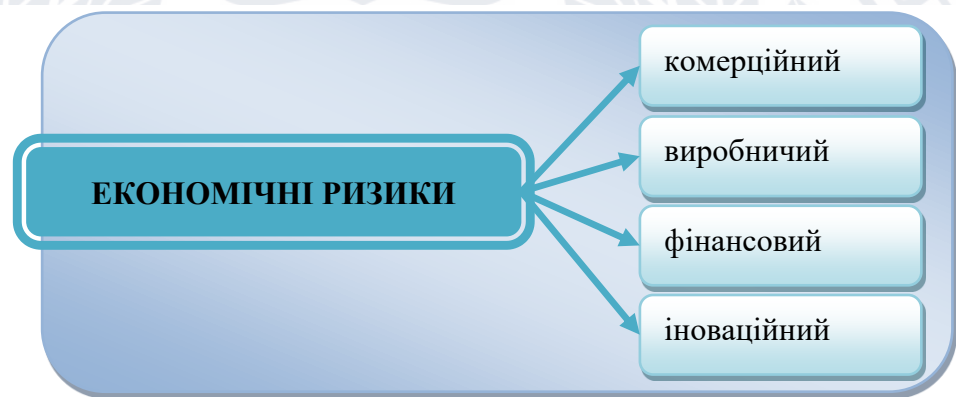 комерційний
виробничий
ЕКОНОМІЧНІ РИЗИКИ
фінансовий
іноваційний